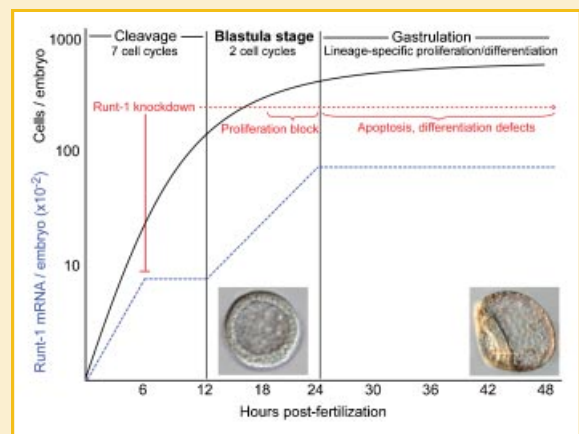 Cleavage
7 cell cycles
Blastula stage
2 cell cycles
Gastrulation
Lineage-specific proliferation/differentiation
1000
100
10
Cells / embryo
Runt-1 mRNA / embryo (x10-2)
Runt-1 knockdown
Proliferation block
Apoptosis, differentiation defects
6 12 18 24 30 36 42 48
Hours post-fertilization